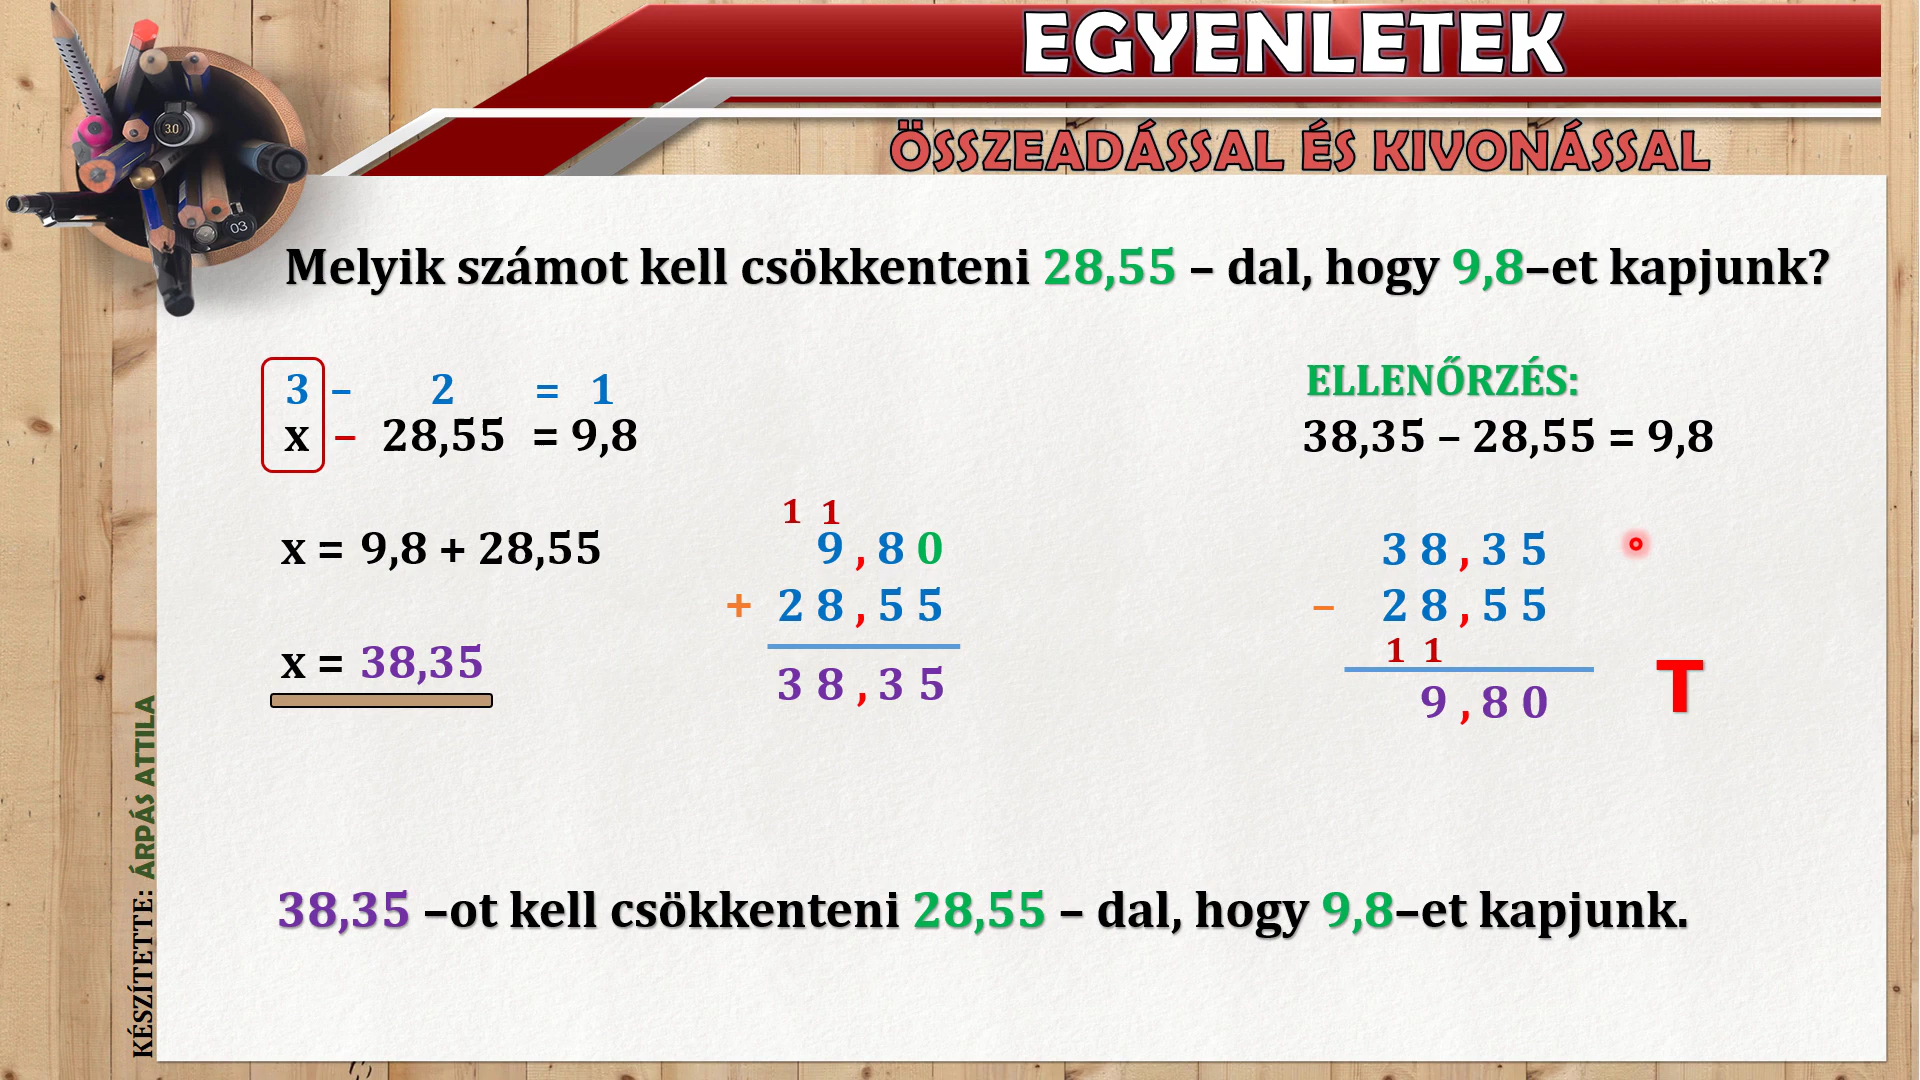 EGYENLETEK
ÖSSZEADÁSSAL ÉS KIVONÁSSAL
Melyik számot kell csökkenteni 28,55 – dal, hogy 9,8–et kapjunk?
3 – 2 = 1
x – 28,55 = 9,8
x = 9,8 + 28,55
x = 38,35
1 1
9,80
+ 28,55
38,35
ELLENŐRZÉS:
38,35 – 28,55 = 9,8
38,35
– 28,55
1 1
9,80
T
38,35 –ot kell csökkenteni 28,55 – dal, hogy 9,8–et kapjunk.
KÉSZÍTETTE: ÁRPÁS ATTILA
3.0
03